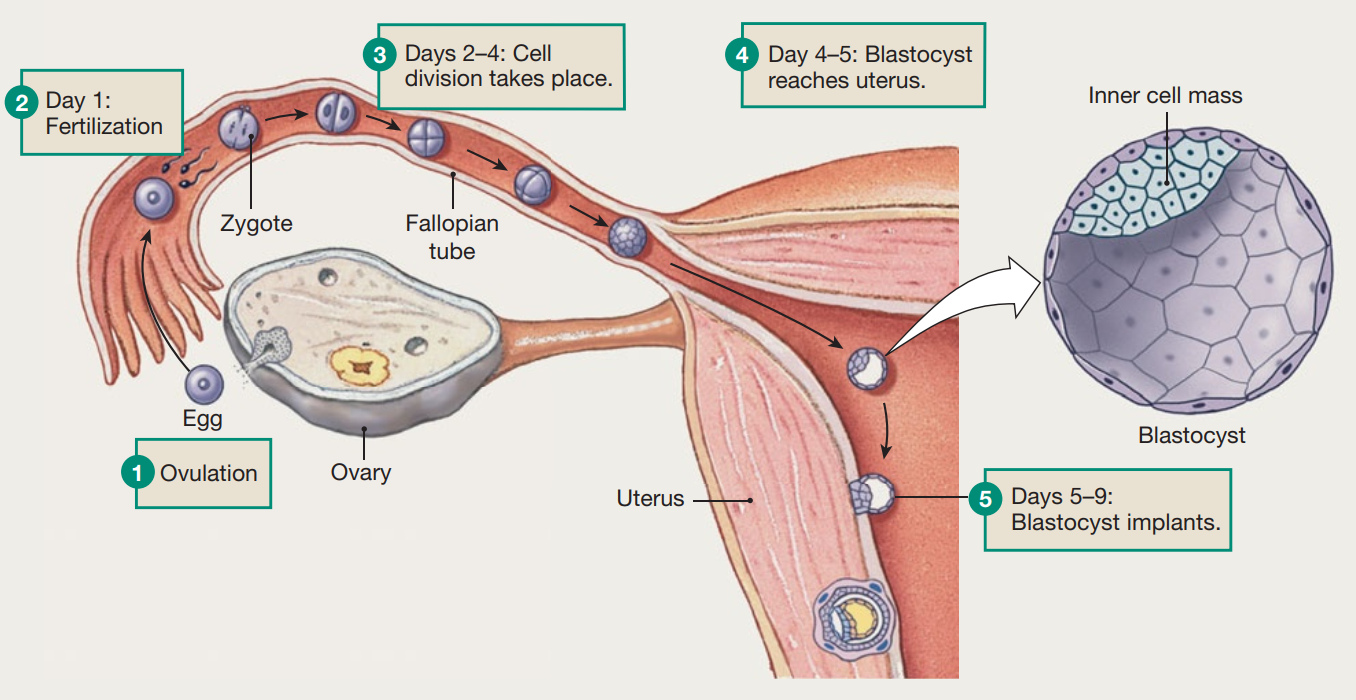 1 Ovulation
2 Day 1:
Fertilization
3 Days 2–4: Cell
division takes place.
4 Day 4–5: Blastocyst
reaches uterus.
5 Days 5–9:
Blastocyst implants.
Zygote
Fallopian
tube
Egg
Ovary
Uterus
Inner cell mass
Blastocyst